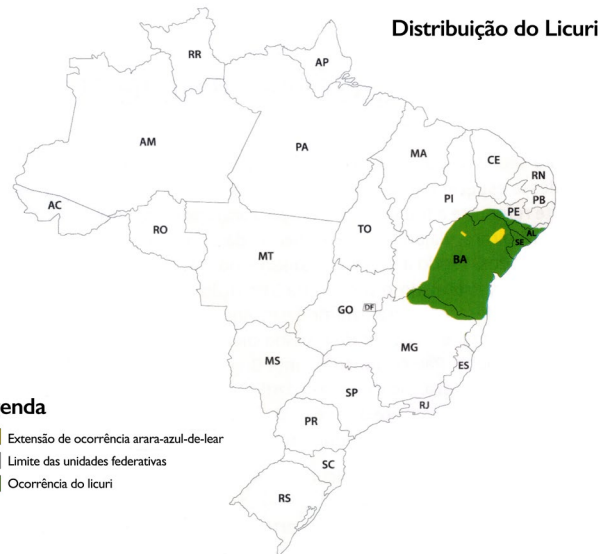 Distribuição do Licuri
RR
AP
AM
PA
MA
CE
RN
PB
PI
PE
AL
SE
AC
RO
TO
MT
BA
GO
DF
MG
ES
MS
SP
RJ
PR
SC
RS
enda
Extensão de ocorrência arara-azul-de-lear
Limite das unidades federativas
Ocorrência do licuri